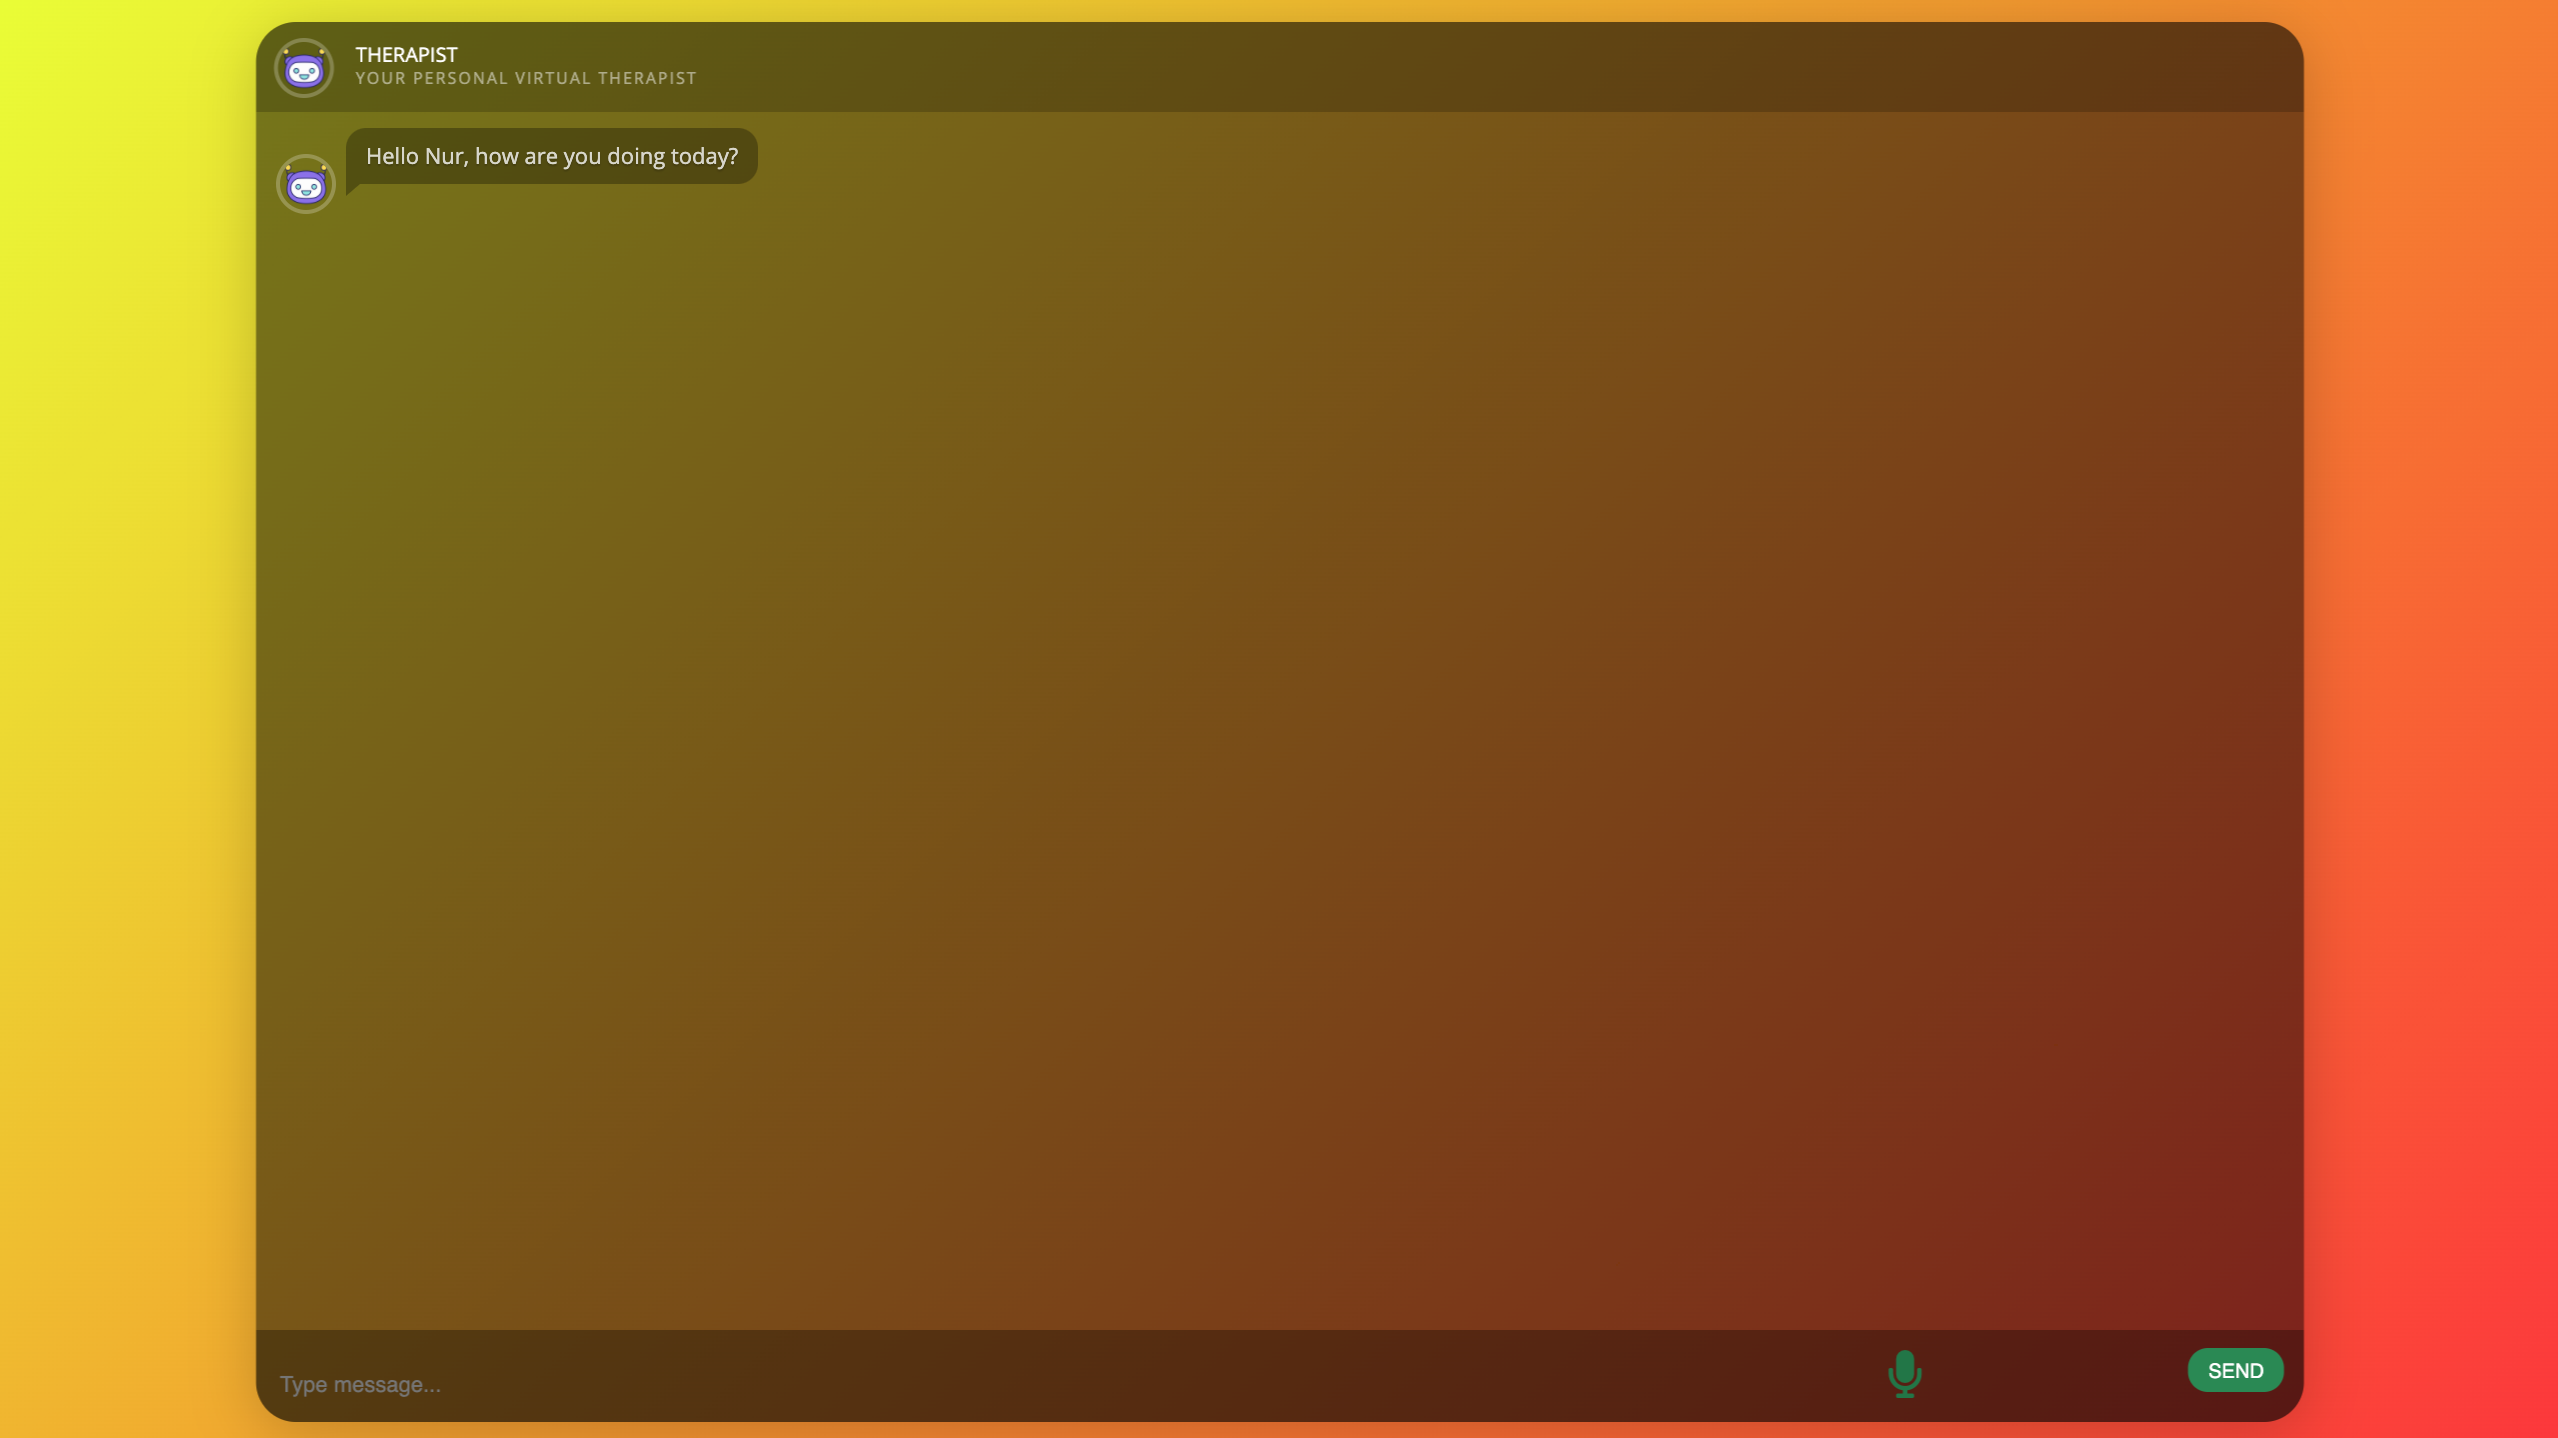 THERAPIST
YOUR PERSONAL VIRTUAL THERAPIST
Hello Nur, how are you doing today?
Type message...
SEND